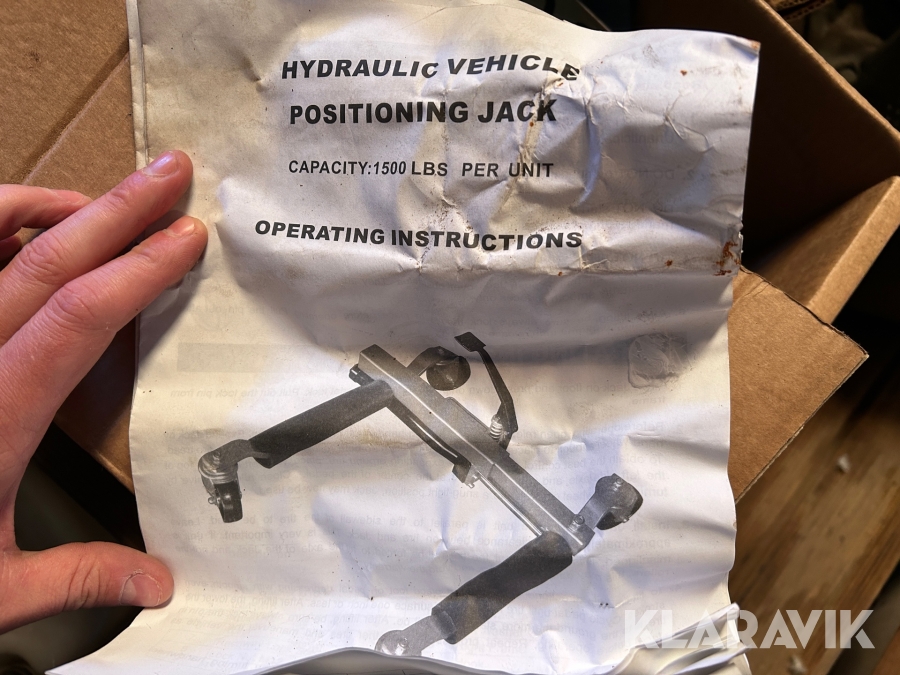 HYDRAULIC VEHICLE
POSITIONING JACK
CAPACITY:1500 LBS PER UNIT
OPERATING INSTRUCTIONS
KLARAVIK